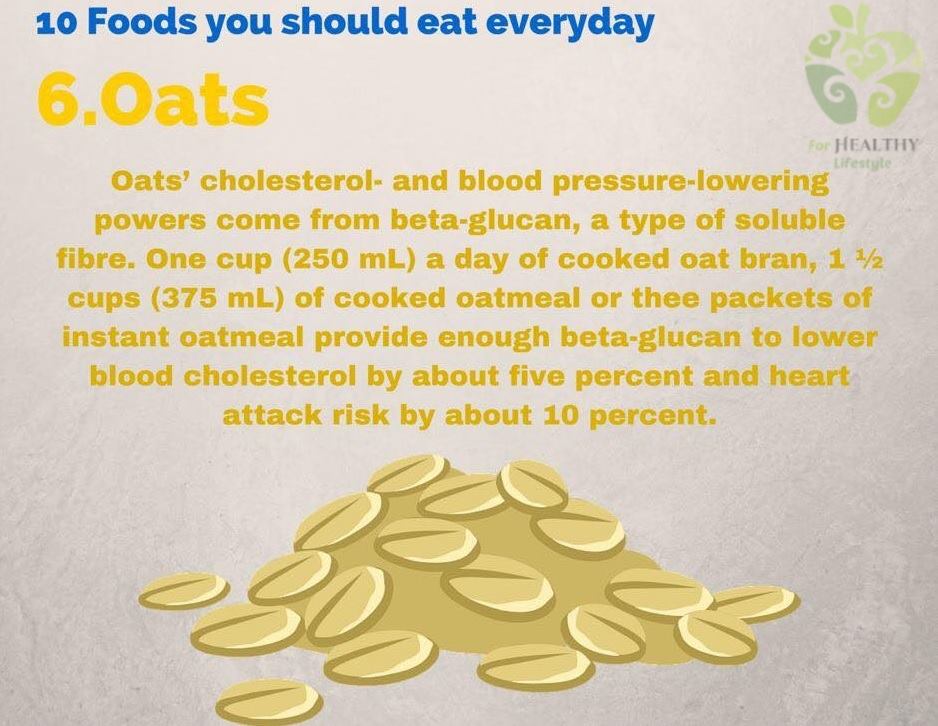 10 Foods you should eat everyday
6.Oats
For HEALTHY
Lifestyle
Oats’ cholesterol- and blood pressure-lowering
powers come from beta-glucan, a type of soluble
fibre. One cup (250 mL) a day of cooked oat bran, 1 ½
cups (375 mL) of cooked oatmeal or thee packets of
instant oatmeal provide enough beta-glucan to lower
blood cholesterol by about five percent and heart
attack risk by about 10 percent.